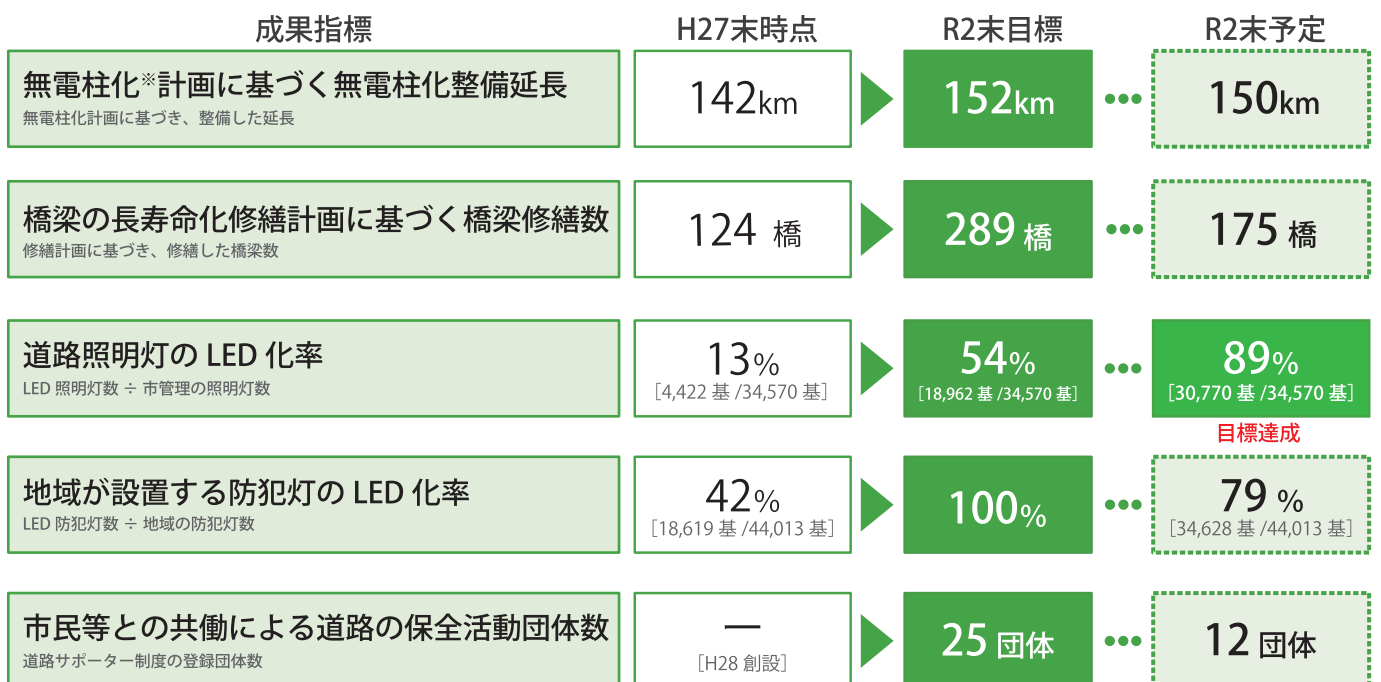 成果指標 H27末時点 R2末目標 R2末予定
無電柱化※計画に基づく無電柱化整備延長
無電柱化計画に基づき、整備した延長
142km 152km 150km
橋梁の長寿命化修繕計画に基づく橋梁修繕数
修繕計画に基づき、修繕した橋梁数
124 橋 289 橋 175 橋
道路照明灯の LED 化率
LED 照明灯数 ÷ 市管理の照明灯数
13% 54% 89%
[4,422 基 /34,570 基] [18,962 基 /34,570 基] [30,770 基 /34,570 基]
目標達成
地域が設置する防犯灯の LED 化率
LED 防犯灯数 ÷ 地域の防犯灯数
42% 100% 79 %
[18,619 基 /44,013 基] [34,628 基 /44,013 基]
市民等との共働による道路の保全活動団体数
道路サポーター制度の登録団体数
― 25 団体 12 団体
[H28 創設]